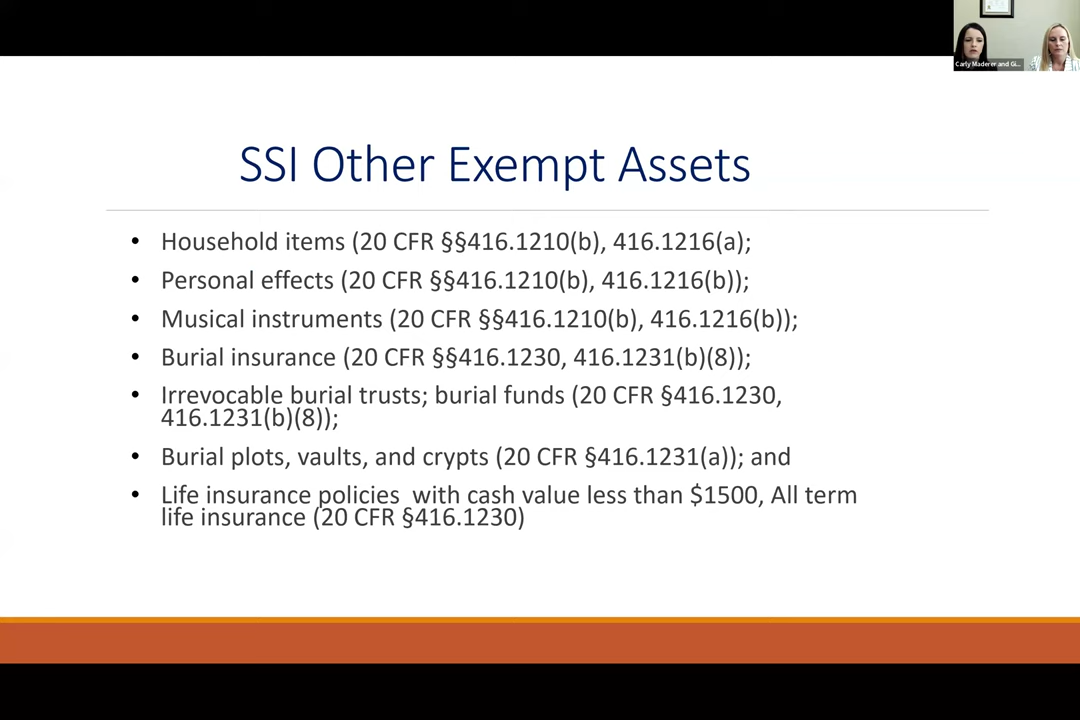 Carly Maderer and Gi...
SSI Other Exempt Assets
• Household items (20 CFR §§416.1210(b), 416.1216(a);
• Personal effects (20 CFR §§416.1210(b), 416.1216(b));
• Musical instruments (20 CFR §§416.1210(b), 416.1216(b));
• Burial insurance (20 CFR §§416.1230, 416.1231(b)(8));
• Irrevocable burial trusts; burial funds (20 CFR §416.1230,
416.1231(b)(8));
• Burial plots, vaults, and crypts (20 CFR §416.1231(a)); and
• Life insurance policies  with cash value less than $1500, All term
life insurance (20 CFR §416.1230)